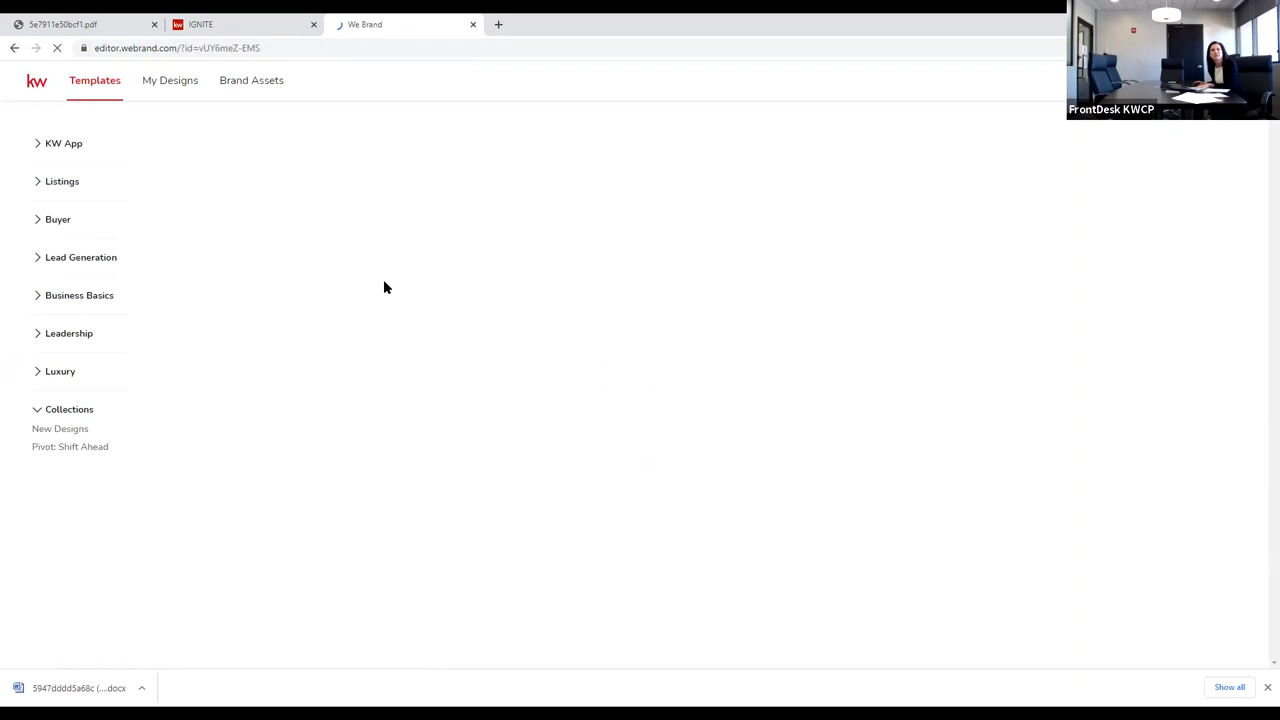 5e7911e50bcf1.pdf
kw IGNITE
We Brand
editor.webrand.com/?id=vUY6meZ-EMS
kw Templates My Designs Brand Assets
FrontDesk KWCP
KW App
Listings
Buyer
Lead Generation
Business Basics
Leadership
Luxury
Collections
New Designs
Pivot: Shift Ahead
5947dddd5a68c (....docx
Show all